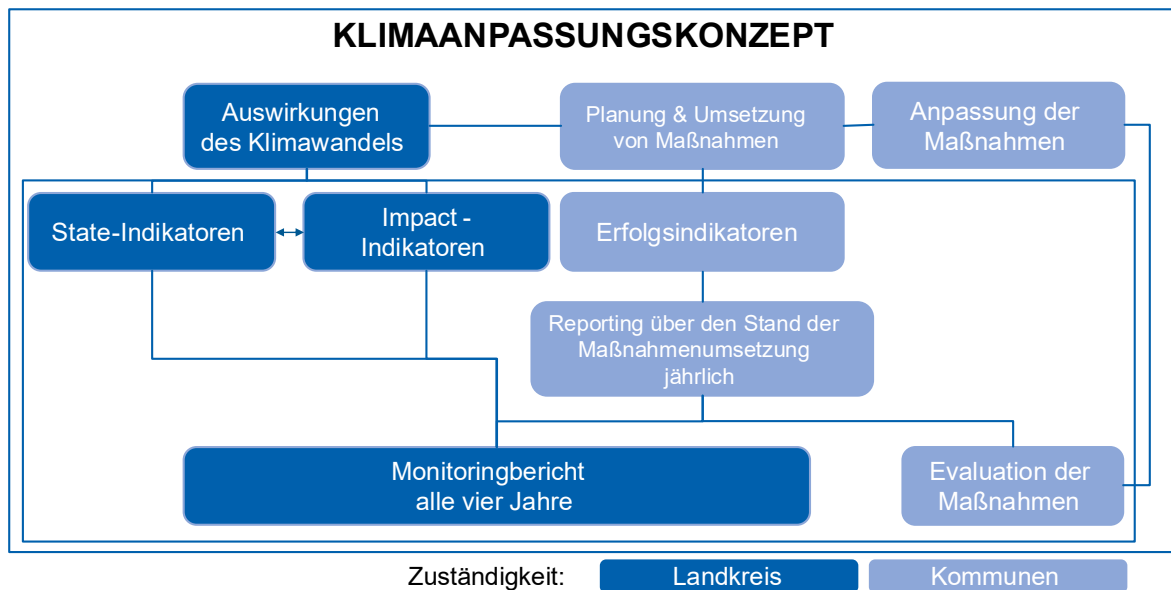 KLIMAANPASSUNGSKONZEPT
Auswirkungen
des Klimawandels
Planung & Umsetzung
von Maßnahmen
Anpassung der
Maßnahmen
State-Indikatoren
Impact -
Indikatoren
Erfolgsindikatoren
Reporting über den Stand der
Maßnahmenumsetzung
jährlich
Monitoringbericht
alle vier Jahre
Evaluation der
Maßnahmen
Zuständigkeit:
Landkreis
Kommunen